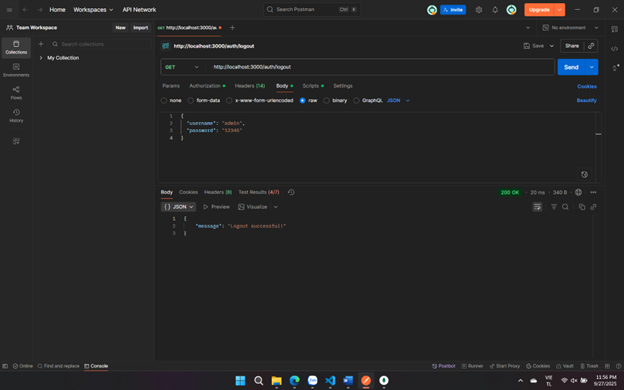 Home Workspaces API Network Search Postman Ctrl K Invite Upgrade
Team Workspace New Import GET http://localhost:3000/au No environment
Collections Search collections http://localhost:3000/auth/logout Save Share
My Collection
Environments GET http://localhost:3000/auth/logout Send
Flows Params Authorization Headers (14) Body Scripts Settings Cookies
History none form-data x-www-form-urlencoded raw binary GraphQL JSON Beautify
1 {
2 "username": "admin",
3 "password": "12345"
4 }
Body Cookies Headers (8) Test Results (4/7) 200 OK 20 ms 340 B
{} JSON Preview Visualize
1 {
2 "message": "Logout successful!"
3 }
Online Find and replace Console Postbot Runner Start Proxy Cookies Vault Trash
VIE
TL
11:56 PM
9/27/2025